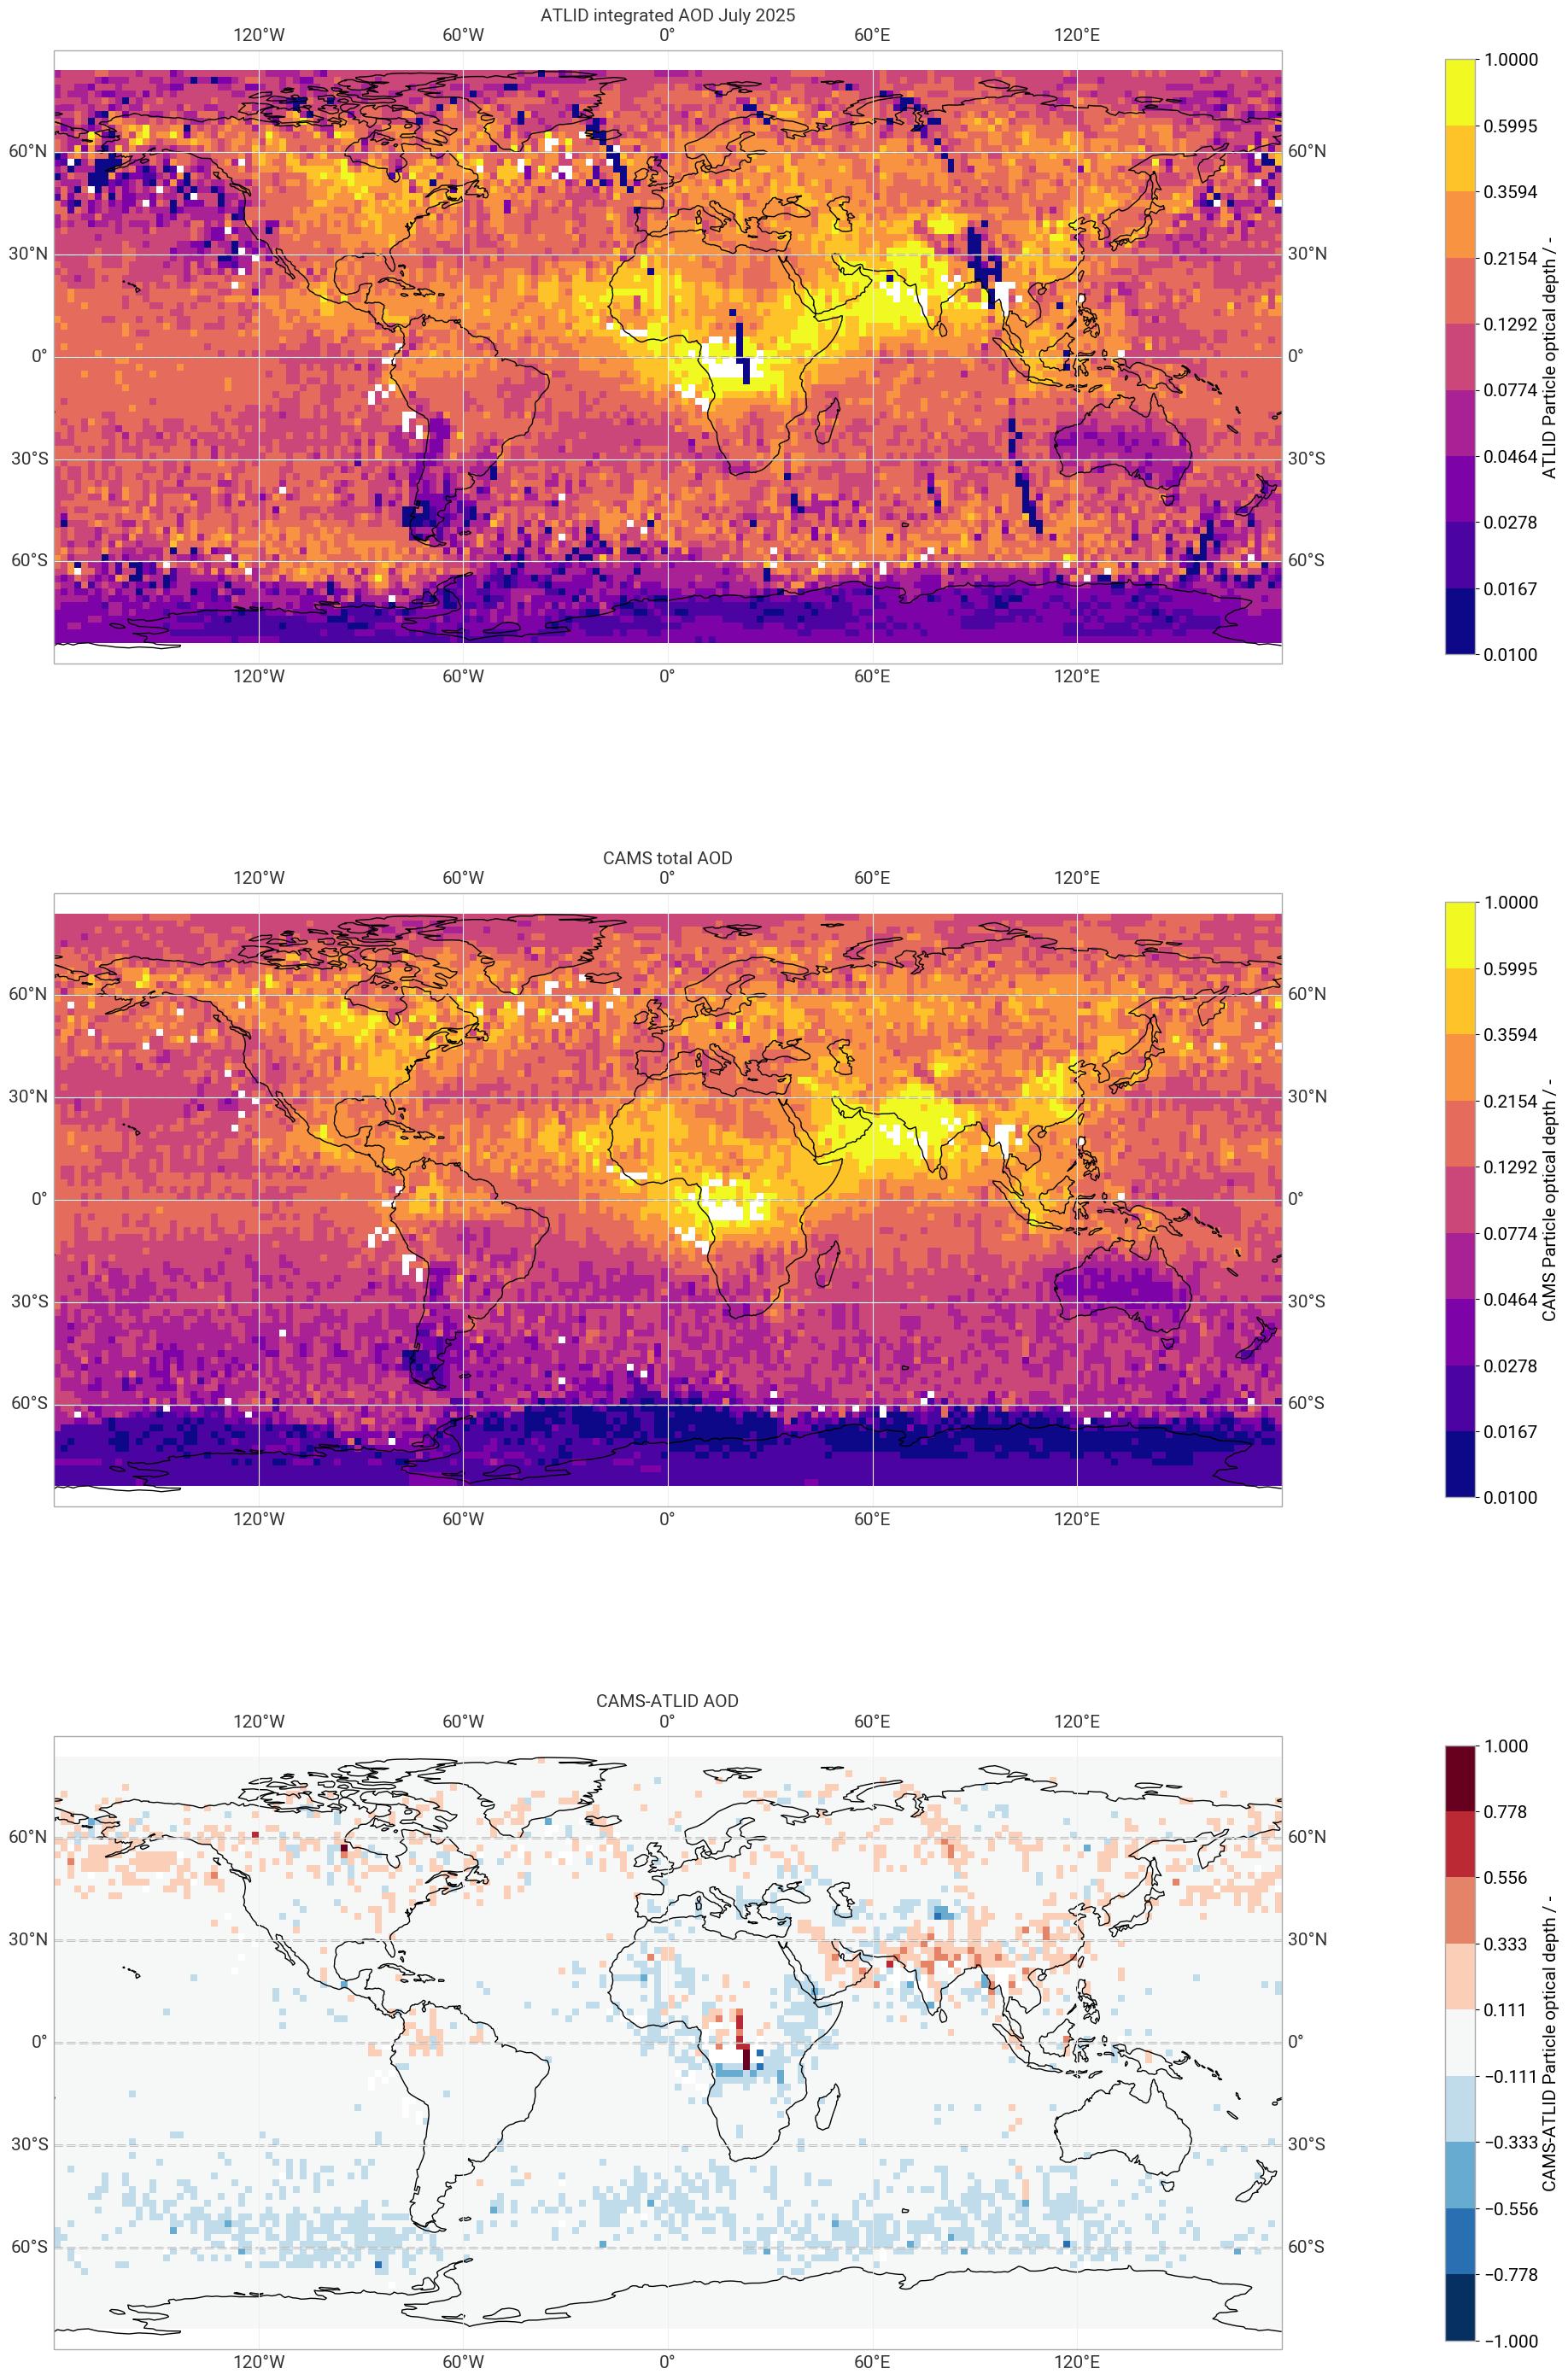 ATLID integrated AOD July 2025
120°W 60°W 0° 60°E 120°E
60°N 60°N
30°N 30°N
0° 0°
30°S 30°S
60°S 60°S
120°W 60°W 0° 60°E 120°E
1.0000
0.5995
0.3594
0.2154
0.1292
0.0774
0.0464
0.0278
0.0167
0.0100
ATLID Particle optical depth / -
CAMS total AOD
120°W 60°W 0° 60°E 120°E
60°N 60°N
30°N 30°N
0° 0°
30°S 30°S
60°S 60°S
120°W 60°W 0° 60°E 120°E
1.0000
0.5995
0.3594
0.2154
0.1292
0.0774
0.0464
0.0278
0.0167
0.0100
CAMS Particle optical depth / -
CAMS-ATLID AOD
120°W 60°W 0° 60°E 120°E
60°N 60°N
30°N 30°N
0° 0°
30°S 30°S
60°S 60°S
120°W 60°W 0° 60°E 120°E
1.000
0.778
0.556
0.333
0.111
−0.111
−0.333
−0.556
−0.778
−1.000
CAMS-ATLID Particle optical depth / -